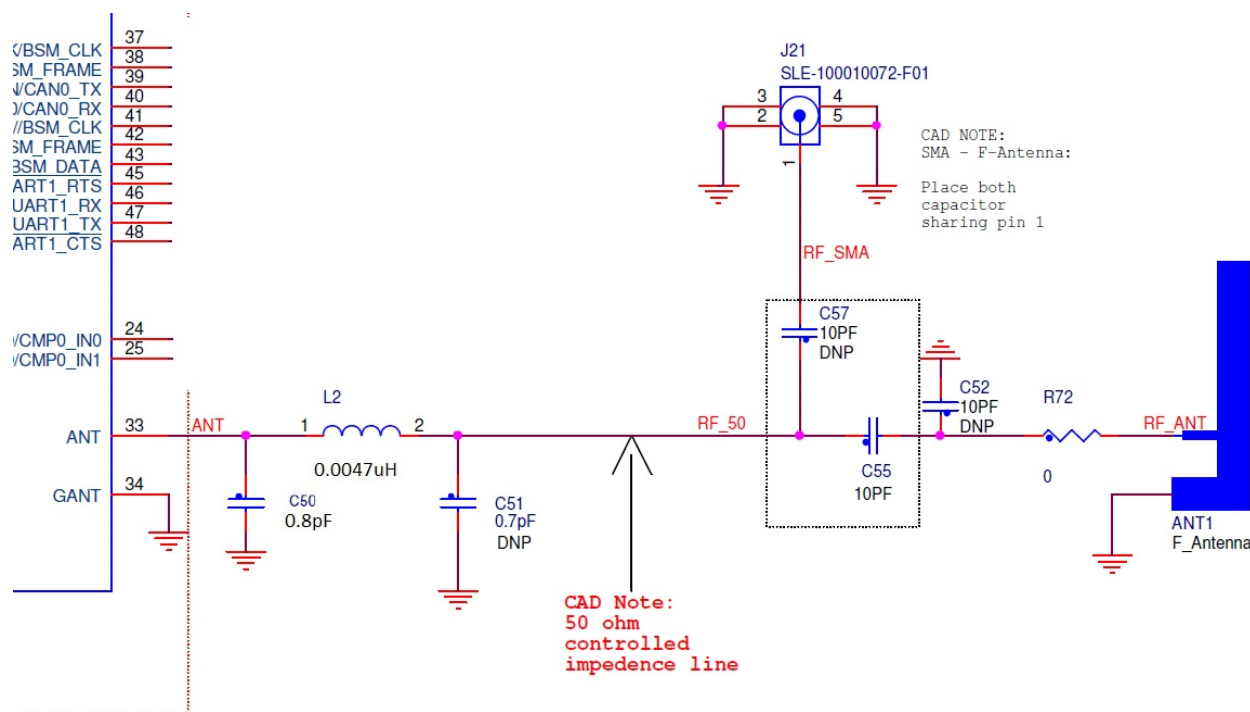 37
/BSM_CLK
38
SM_FRAME
39
N/CAN0_TX
40
0/CAN0_RX
41
//BSM_CLK
42
SM_FRAME
43
BSM_DATA
45
ART1_RTS
46
UART1_RX
47
UART1_TX
48
ART1_CTS
24
/CMP0_IN0
25
/CMP0_IN1
33
ANT
ANT
34
GANT
L2
1 2
0.0047uH
C50
0.8pF
C51
0.7pF
DNP
CAD Note:
50 ohm
controlled
impedence line
RF_50
J21
SLE-100010072-F01
3 4
2 5
1
CAD NOTE:
SMA - F-Antenna:
Place both
capacitor
sharing pin 1
RF_SMA
C57
10PF
DNP
C55
10PF
C52
10PF
DNP
R72
0
RF_ANT
ANT1
F_Antenna